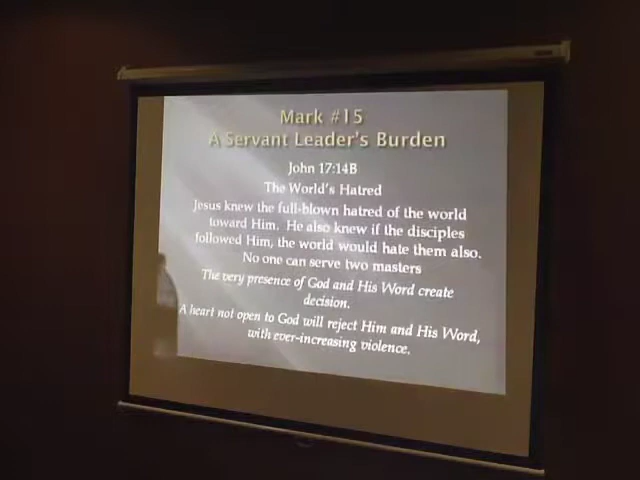 Mark #15
A Servant Leader's Burden
John 17:14B
The World's Hatred
Jesus knew the full-blown hatred of the world
toward Him. He also knew if the disciples
followed Him, the world would hate them also.
No one can serve two masters
The very presence of God and His Word create
decision.
A heart not open to God will reject Him and His Word,
with ever-increasing violence.